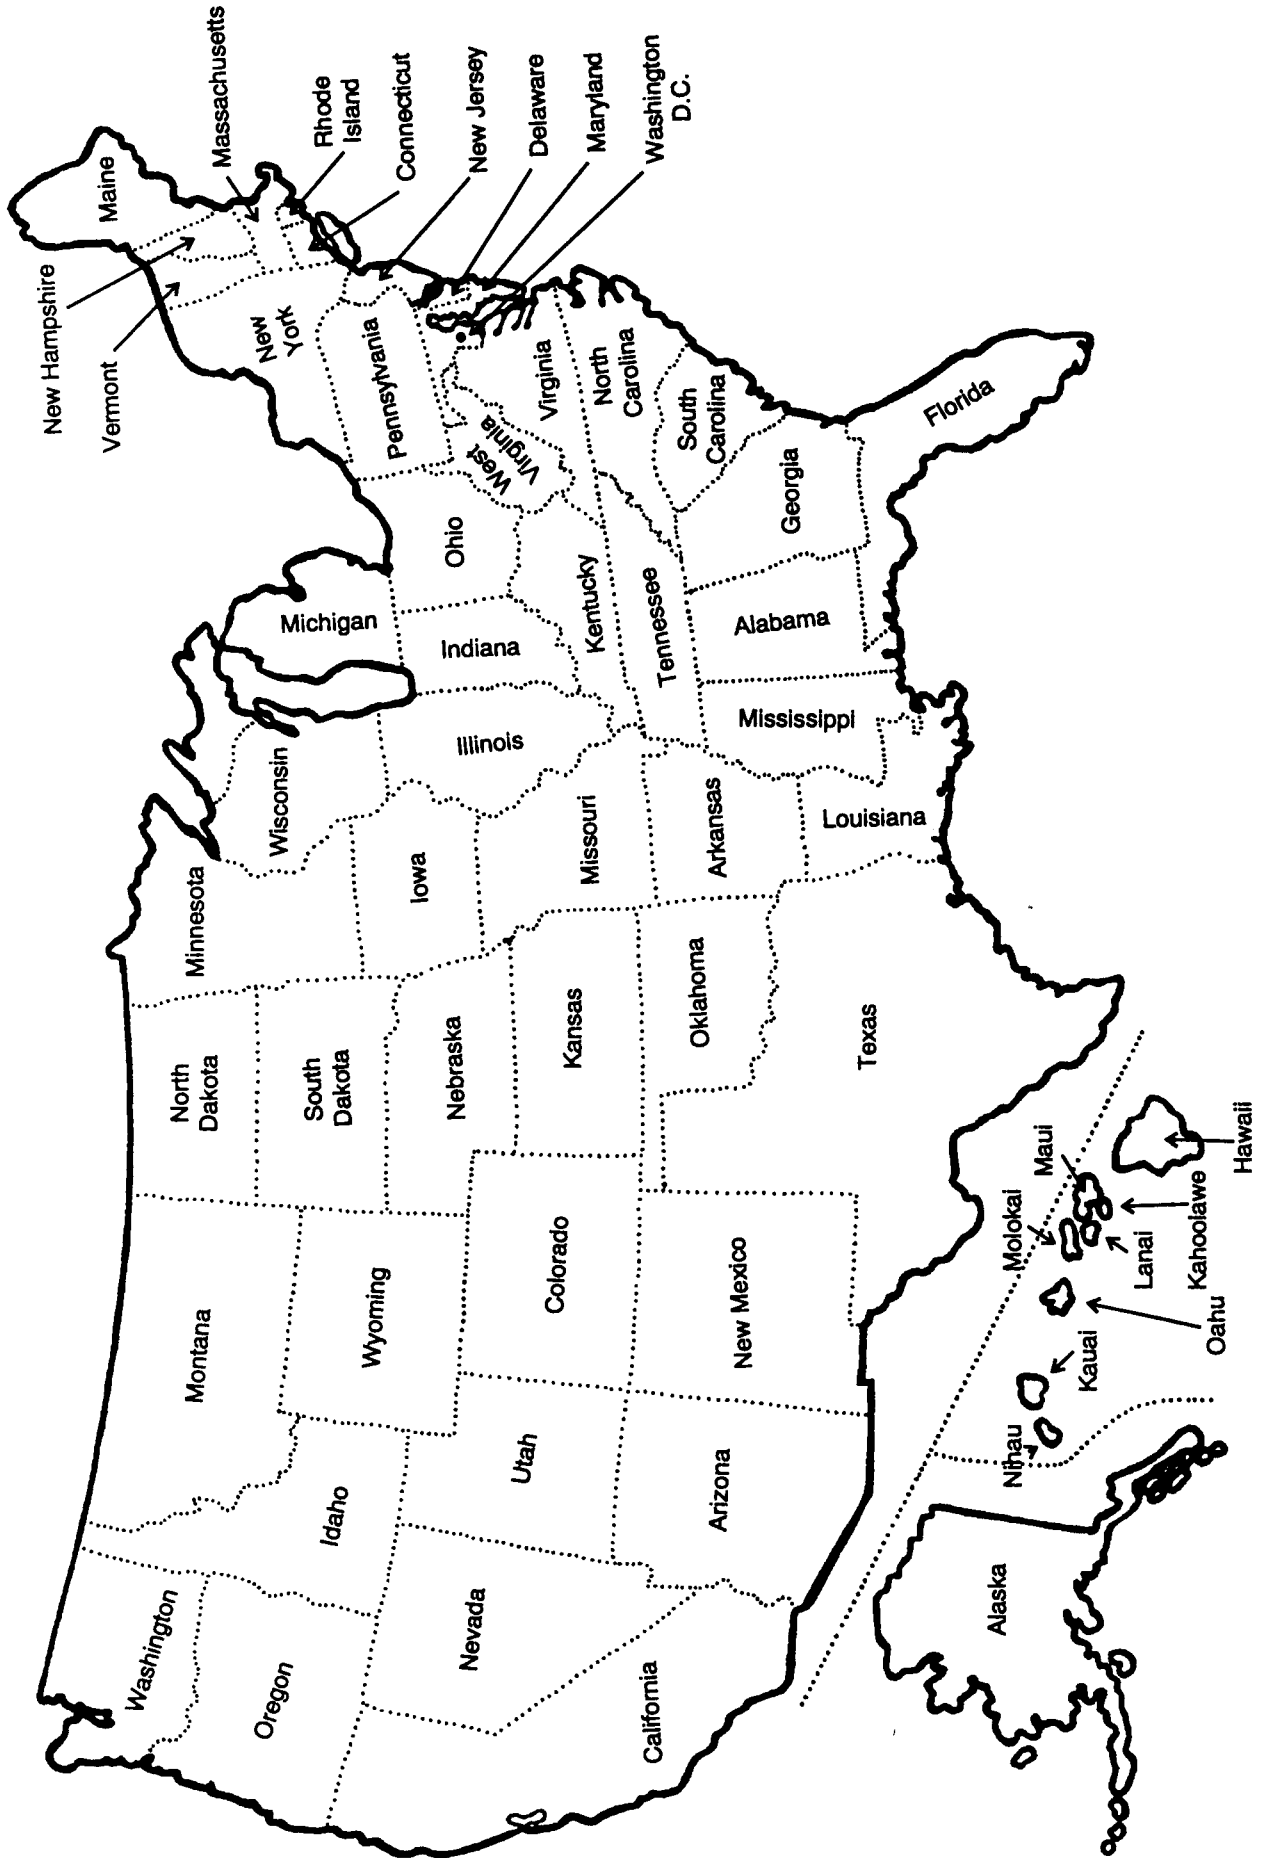 Maine
Massachusetts
Rhode
Island
Connecticut
New Jersey
Delaware
Maryland
Washington
D.C.
New Hampshire
Vermont
New
York
Pennsylvania
West
Virginia
Virginia
North
Carolina
South
Carolina
Georgia
Florida
Ohio
Michigan
Indiana
Kentucky
Tennessee
Alabama
Mississippi
Illinois
Wisconsin
Minnesota
Iowa
Missouri
Arkansas
Louisiana
North
Dakota
South
Dakota
Nebraska
Kansas
Oklahoma
Texas
Montana
Wyoming
Colorado
New Mexico
Idaho
Utah
Arizona
Washington
Oregon
Nevada
California
Alaska
Nihau
Kauai
Oahu
Molokai
Maui
Lanai
Kahoolawe
Hawaii